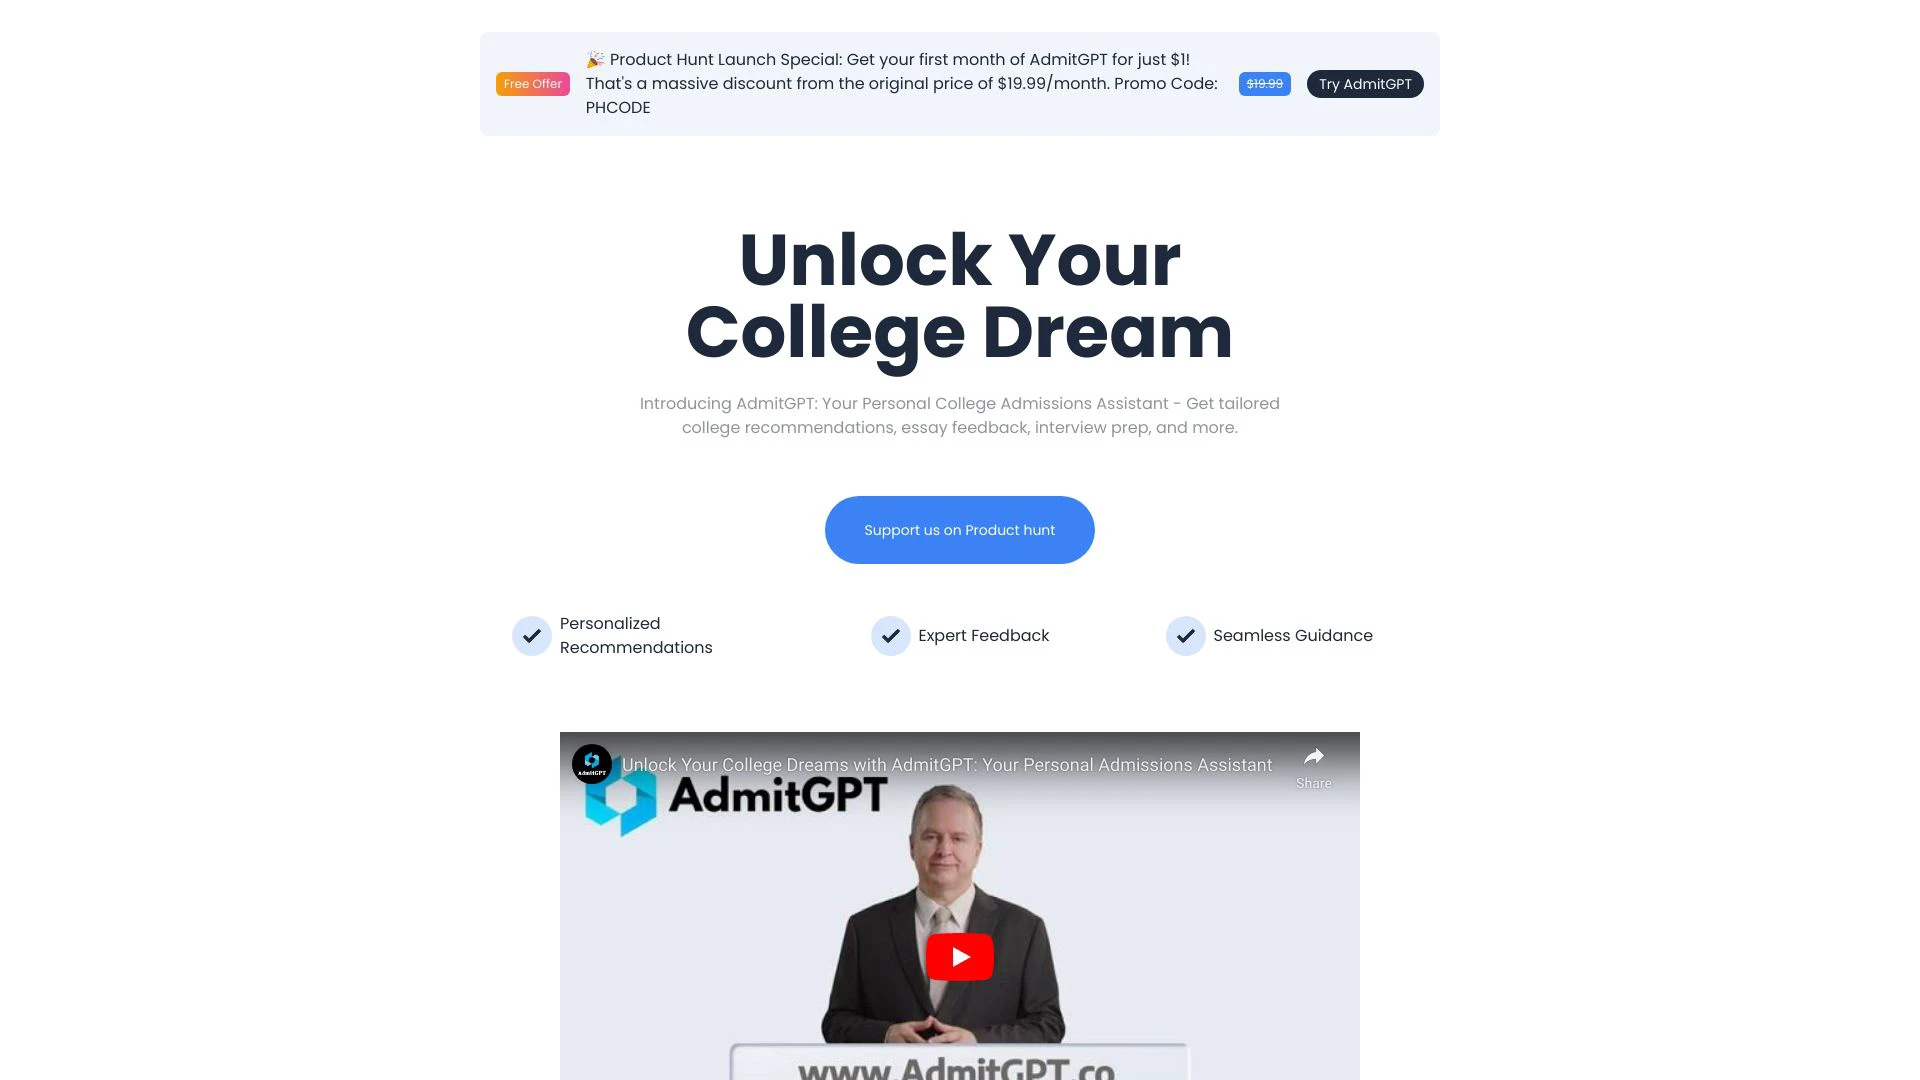 Free Offer
🎉 Product Hunt Launch Special: Get your first month of AdmitGPT for just $1!
That's a massive discount from the original price of $19.99/month. Promo Code:
PHCODE
$19.99
Try AdmitGPT
Unlock Your
College Dream
Introducing AdmitGPT: Your Personal College Admissions Assistant - Get tailored
college recommendations, essay feedback, interview prep, and more.
Support us on Product hunt
Personalized
Recommendations
Expert Feedback
Seamless Guidance
AdmitGPT
Unlock Your College Dreams with AdmitGPT: Your Personal Admissions Assistant
Share
AdmitGPT
www.AdmitGPT.co